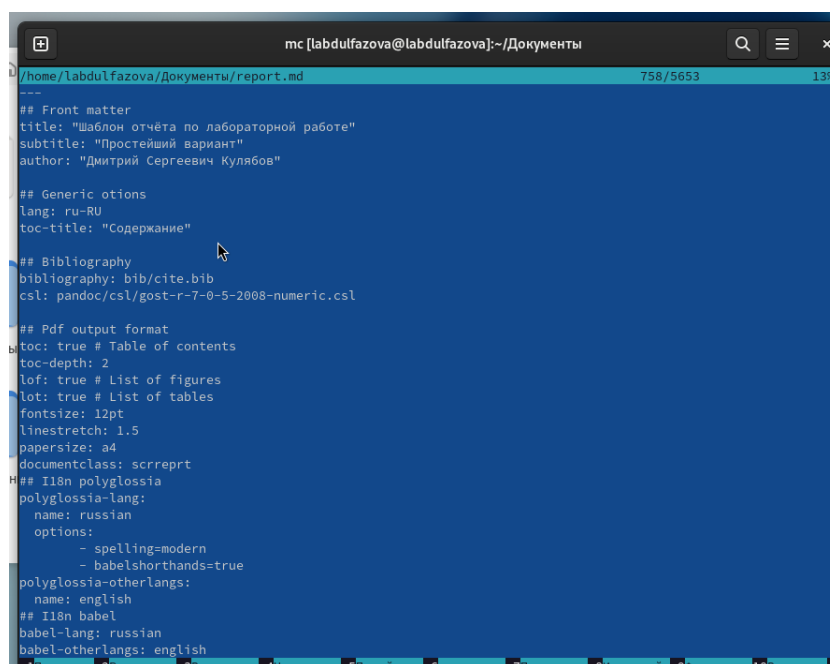 mc [labdulfazova@labdulfazova]:~/Документы
/home/labdulfazova/Документы/report.md 758/5653 13%
---
## Front matter
title: "Шаблон отчёта по лабораторной работе"
subtitle: "Простейший вариант"
author: "Дмитрий Сергеевич Кулябов"
## Generic otions
lang: ru-RU
toc-title: "Содержание"
## Bibliography
bibliography: bib/cite.bib
csl: pandoc/csl/gost-r-7-0-5-2008-numeric.csl
## Pdf output format
toc: true # Table of contents
toc-depth: 2
lof: true # List of figures
lot: true # List of tables
fontsize: 12pt
linestretch: 1.5
papersize: a4
documentclass: scrreprt
## I18n polyglossia
polyglossia-lang:
name: russian
options:
- spelling=modern
- babelshorthands=true
polyglossia-otherlangs:
name: english
## I18n babel
babel-lang: russian
babel-otherlangs: english